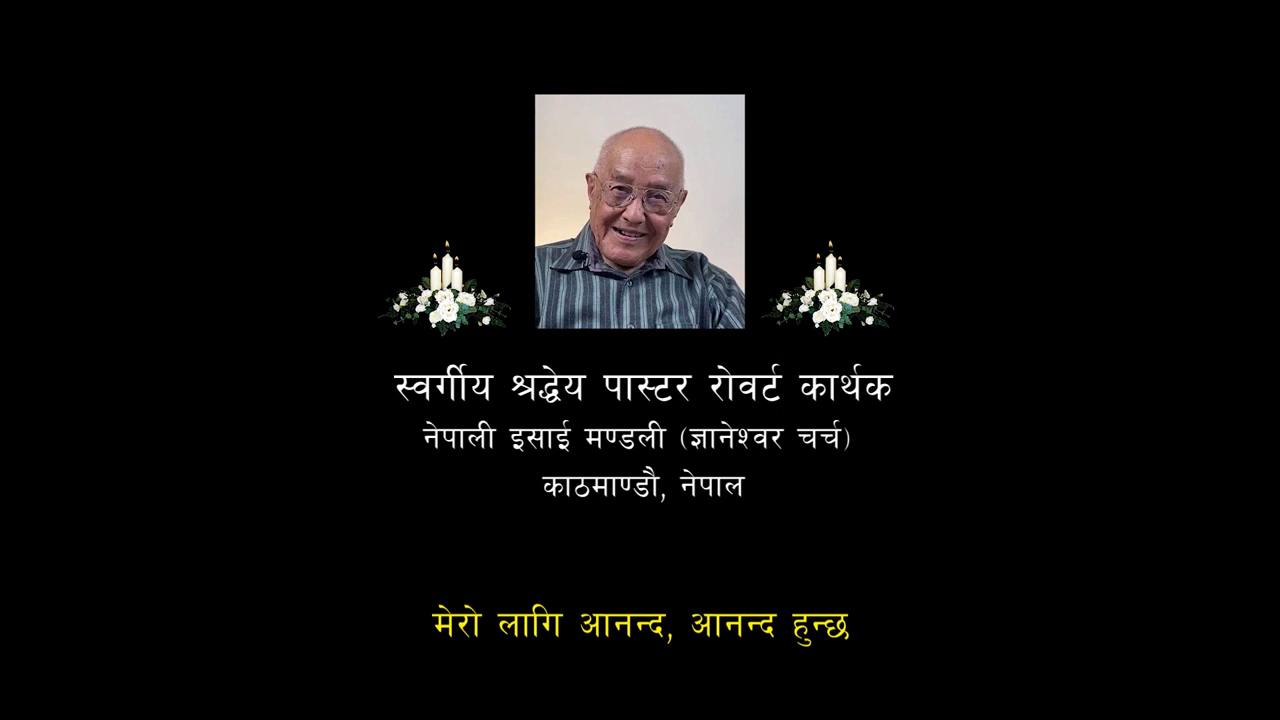 स्वर्गीय श्रद्धेय पास्टर रोवर्ट कार्थक
नेपाली इसाई मण्डली (ज्ञानेश्वर चर्च)
काठमाण्डौ, नेपाल
मेरो लागि आनन्द, आनन्द हुन्छ